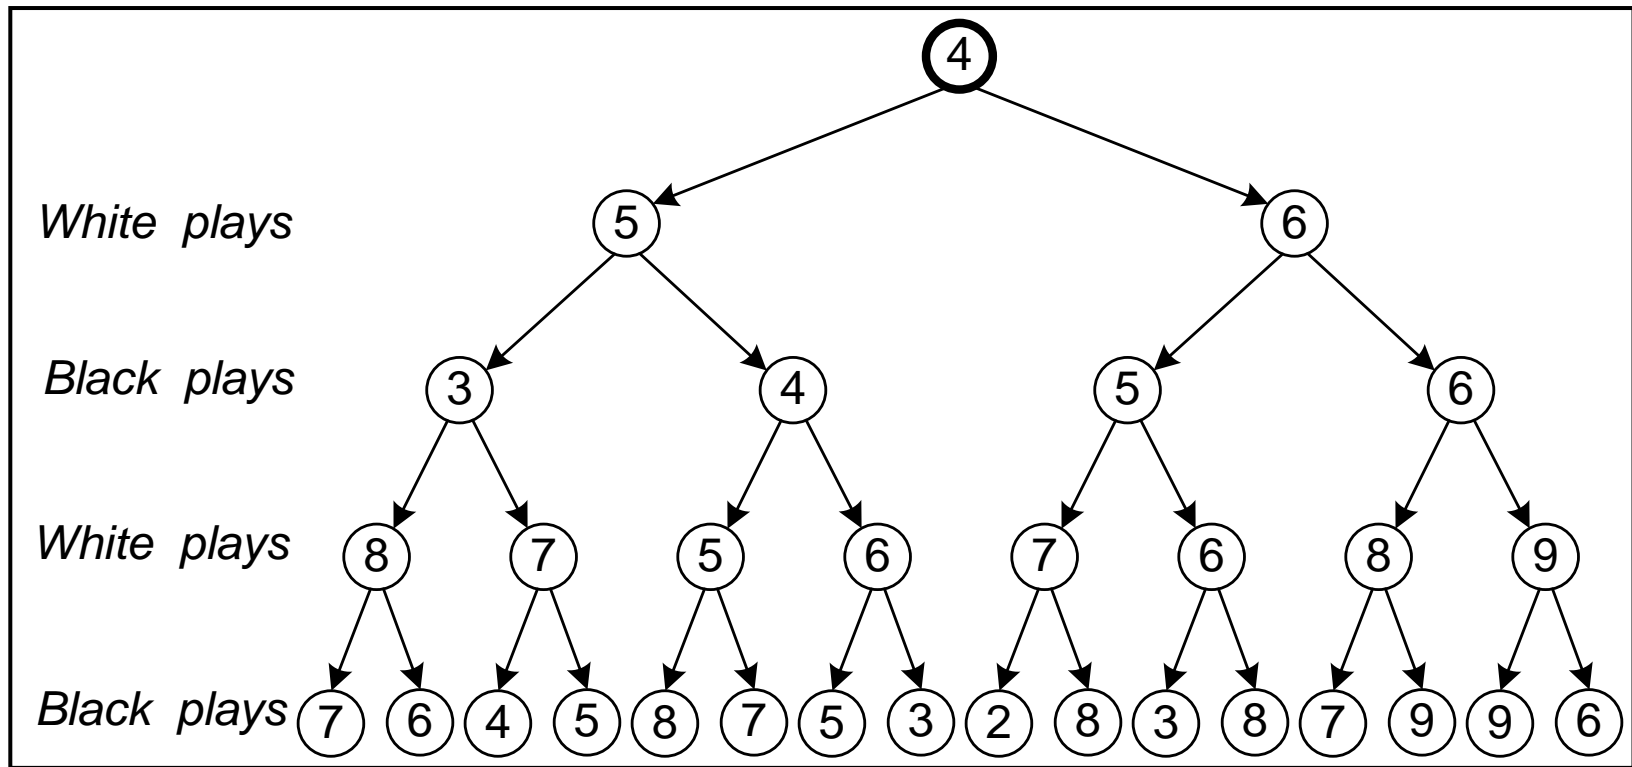 4
White plays 5 6
Black plays 3 4 5 6
White plays 8 7 5 6 7 6 8 9
Black plays 7 6 4 5 8 7 5 3 2 8 3 8 7 9 9 6